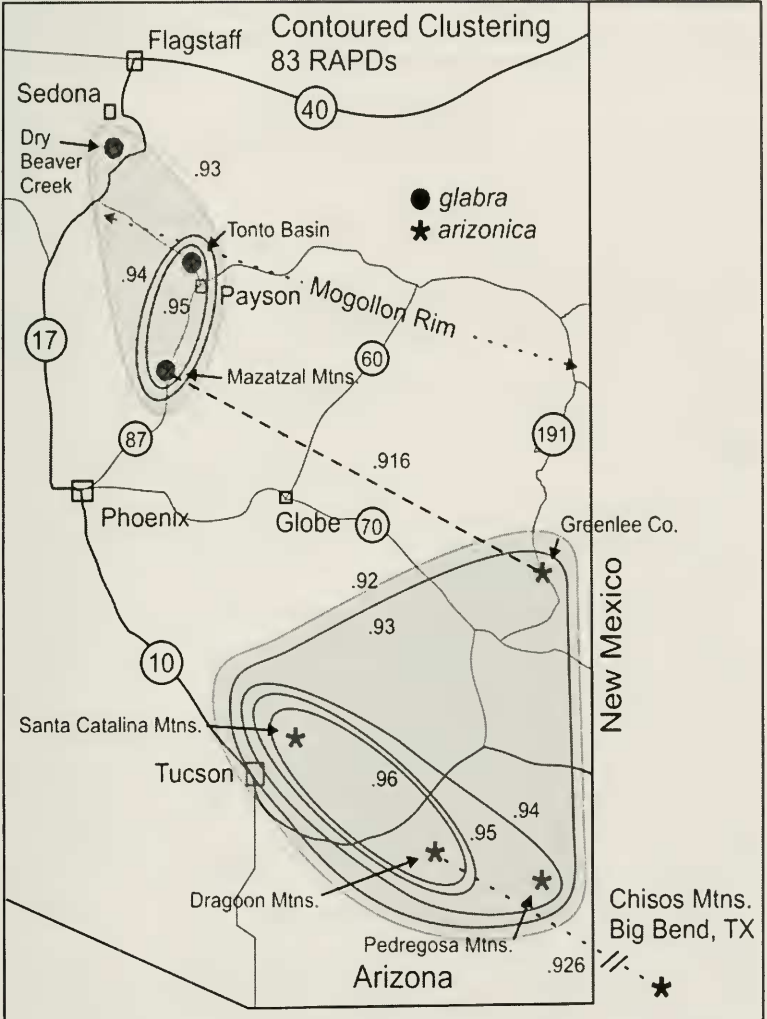 Contoured Clustering
83 RAPDs
Flagstaff
Sedona
40
Dry
Beaver
Creek
.93
glabra
arizonica
Tonto Basin
.94
.95
Payson
Mogollon Rim
17
60
Mazatzal Mtns.
87
191
.916
Phoenix
Globe
70
Greenlee Co.
.92
.93
New Mexico
10
Santa Catalina Mtns.
Tucson
.96
.94
.95
Dragoon Mtns.
Pedregosa Mtns.
Chisos Mtns.
Big Bend, TX
.926
Arizona